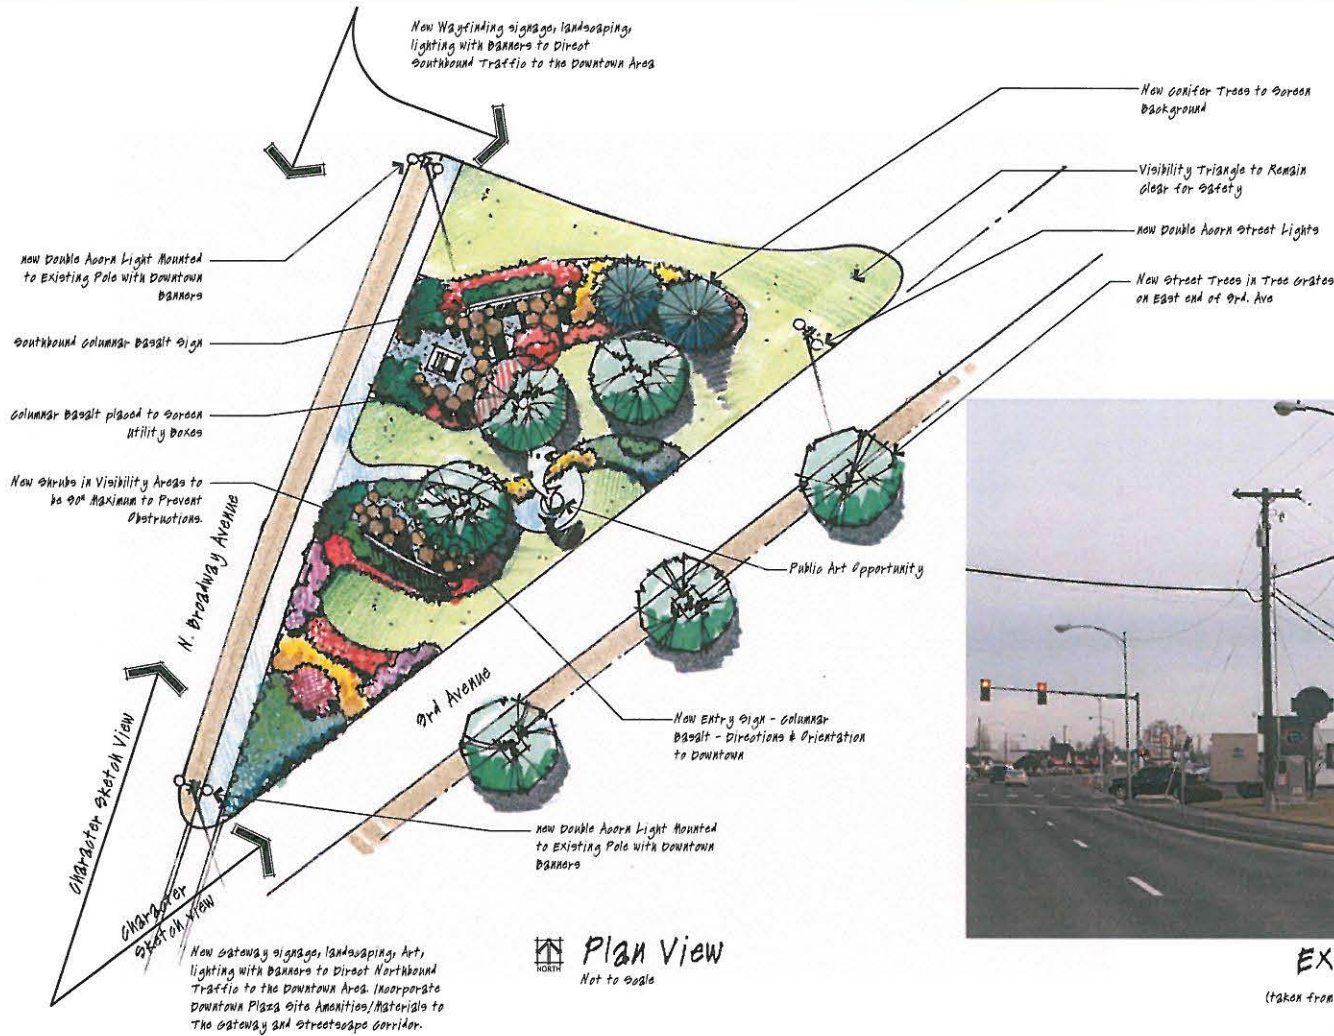 New Wayfinding signage, landscaping,
lighting with Banners to Direct
Southbound Traffic to the Downtown Area
New Conifer Trees to Screen
Background
Visibility Triangle to Remain
Clear for Safety
new Double Acorn Street Lights
New Street Trees in Tree Grates
on East end of 3rd. Ave
new Double Acorn Light Mounted
to Existing Pole with Downtown
Banners
Southbound Columnar Basalt Sign
Columnar Basalt placed to Screen
Utility Boxes
New Shrubs in Visibility Areas to
be 30" Maximum to Prevent
Obstructions.
N. Broadway Avenue
Public Art Opportunity
3rd Avenue
New Entry Sign - Columnar
Basalt - Directions & Orientation
to Downtown
Character Sketch View
new Double Acorn Light Mounted
to Existing Pole with Downtown
Banners
Character
Sketch View
New Gateway signage, landscaping, Art,
lighting with Banners to Direct Northbound
Traffic to the Downtown Area. Incorporate
Downtown Plaza Site Amenities/Materials to
The Gateway and Streetscape Corridor.
NORTH
Plan View
Not to Scale
EX
(taken from